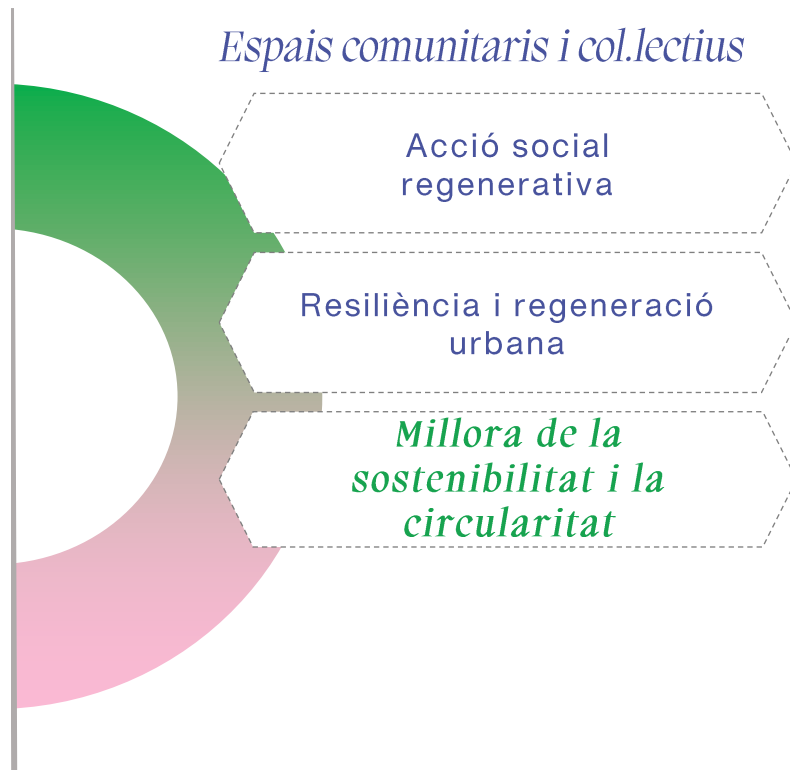 Espais comunitaris i col.lectius
Acció social
regenerativa
Resiliència i regeneració
urbana
Millora de la
sostenibilitat i la
circularitat